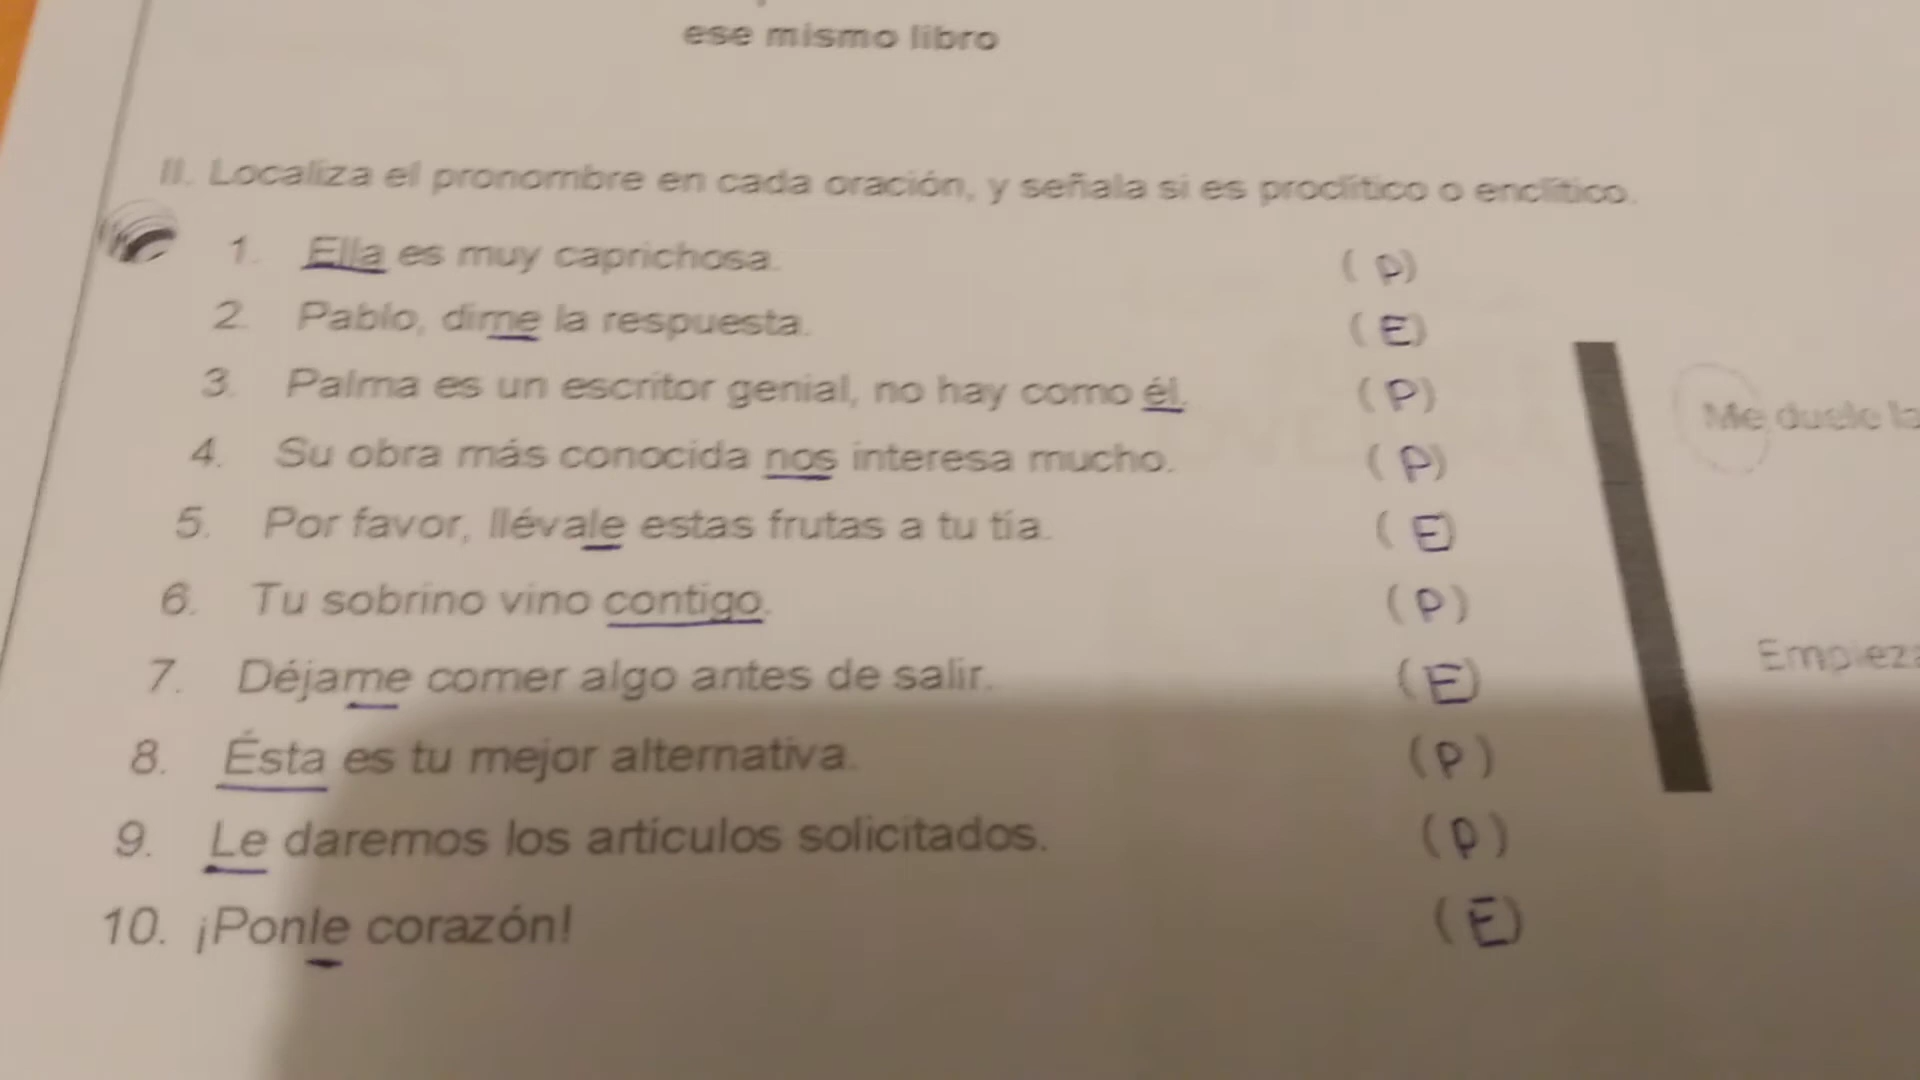 ese mismo libro
II. Localiza el pronombre en cada oración, y señala si es proclítico o enclítico.
1. Ella es muy caprichosa. (P)
2. Pablo, dime la respuesta. (E)
3. Palma es un escritor genial, no hay como él. (P)
4. Su obra más conocida nos interesa mucho. (P)
5. Por favor, llévale estas frutas a tu tía. (E)
6. Tu sobrino vino contigo. (P)
7. Déjame comer algo antes de salir. (E)
8. Ésta es tu mejor alternativa. (P)
9. Le daremos los artículos solicitados. (P)
10. ¡Ponle corazón! (E)
Me duele la
Empieza